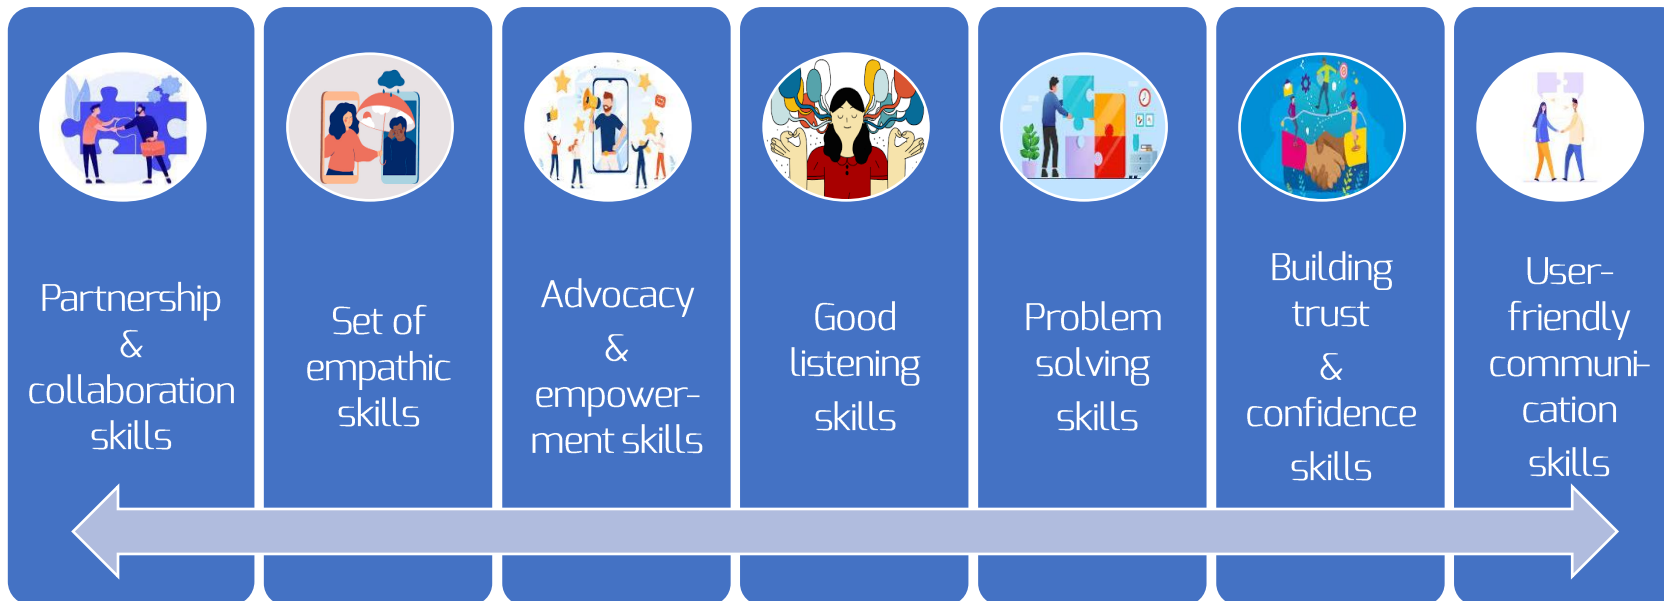 Partnership
&
collaboration
skills
Set of
empathic
skills
Advocacy
&
empower-
ment skills
Good
listening
skills
Problem
solving
skills
Building
trust
&
confidence
skills
User-
friendly
communi-
cation
skills